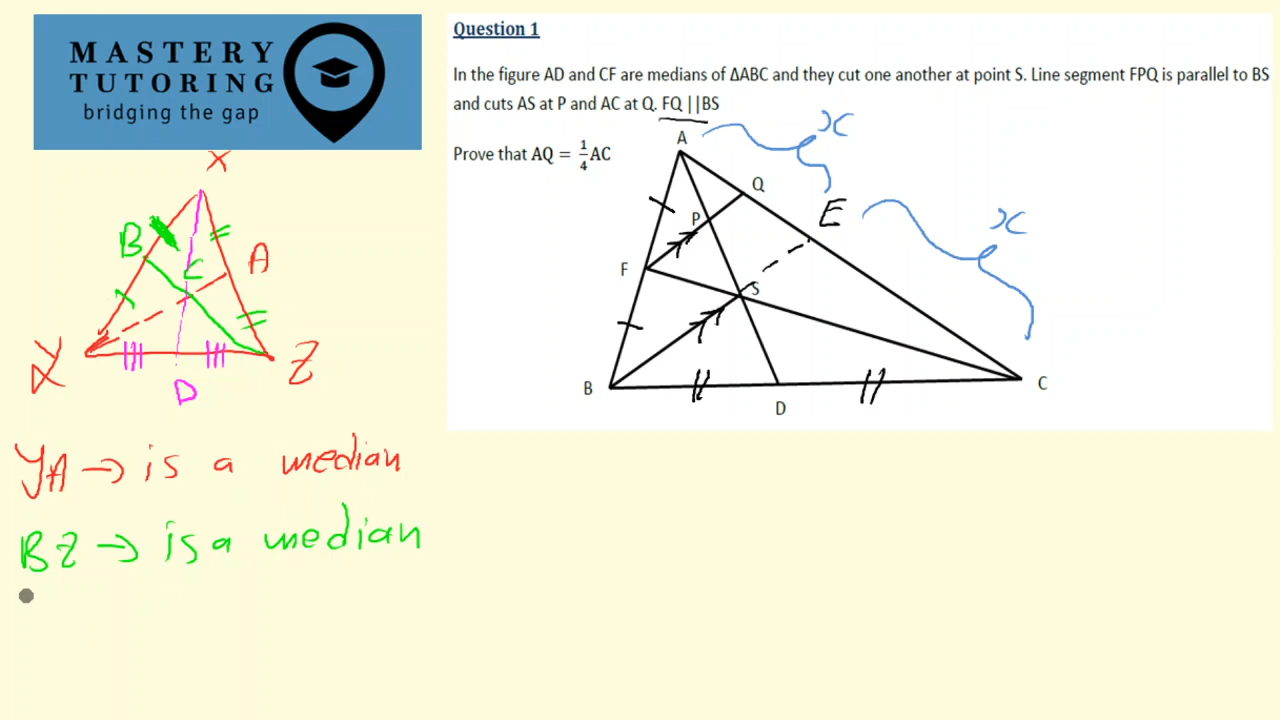 MASTERY
TUTORING
bridging the gap
Question 1
In the figure AD and CF are medians of ΔABC and they cut one another at point S. Line segment FPQ is parallel to BS
and cuts AS at P and AC at Q. FQ ||BS
Prove that AQ = 1/4 AC
A
x
Q
E
x
P
F
S
B
D
C
X
B
A
C
Y
Z
D
YA → is a median
BZ → is a median